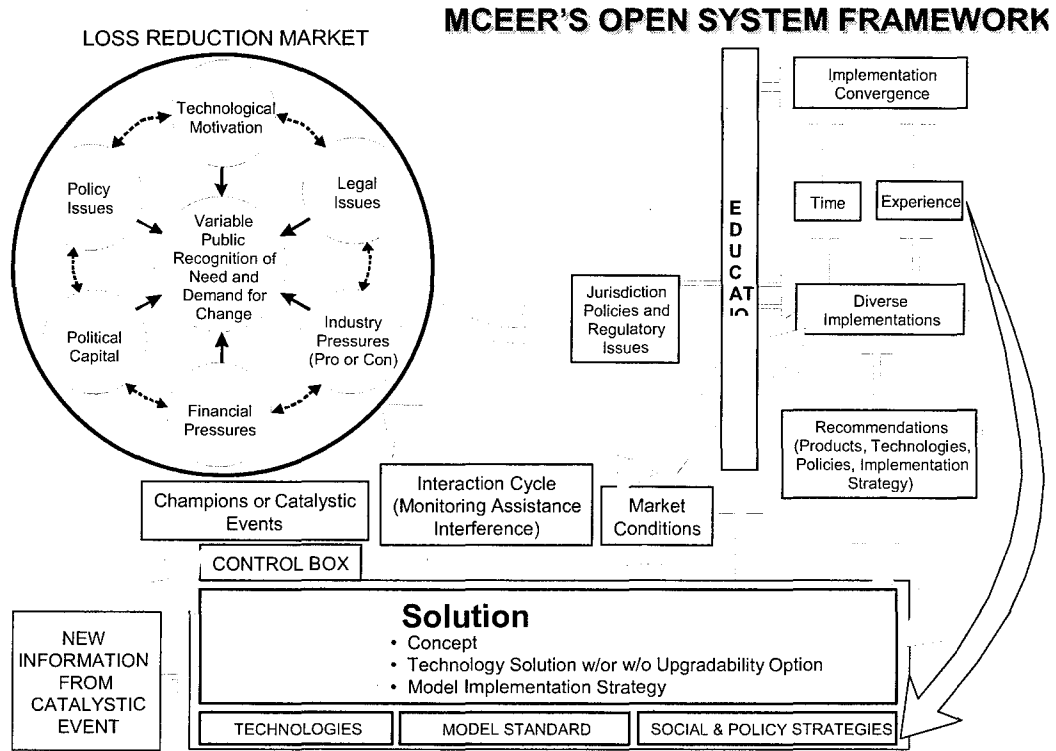 MCEER'S OPEN SYSTEM FRAMEWORK
LOSS REDUCTION MARKET
Technological
Motivation
Policy
Issues
Legal
Issues
Variable
Public
Recognition of
Need and
Demand for
Change
Political
Capital
Industry
Pressures
(Pro or Con)
Financial
Pressures
E
D
U
C
AT
IO
Implementation
Convergence
Time
Experience
Jurisdiction
Policies and
Regulatory
Issues
Diverse
Implementations
Recommendations
(Products, Technologies,
Policies, Implementation
Strategy)
Champions or Catalystic
Events
Interaction Cycle
(Monitoring Assistance
Interference)
Market
Conditions
CONTROL BOX
Solution
• Concept
• Technology Solution w/or w/o Upgradability Option
• Model Implementation Strategy
NEW
INFORMATION
FROM
CATALYSTIC
EVENT
TECHNOLOGIES
MODEL STANDARD
SOCIAL & POLICY STRATEGIES